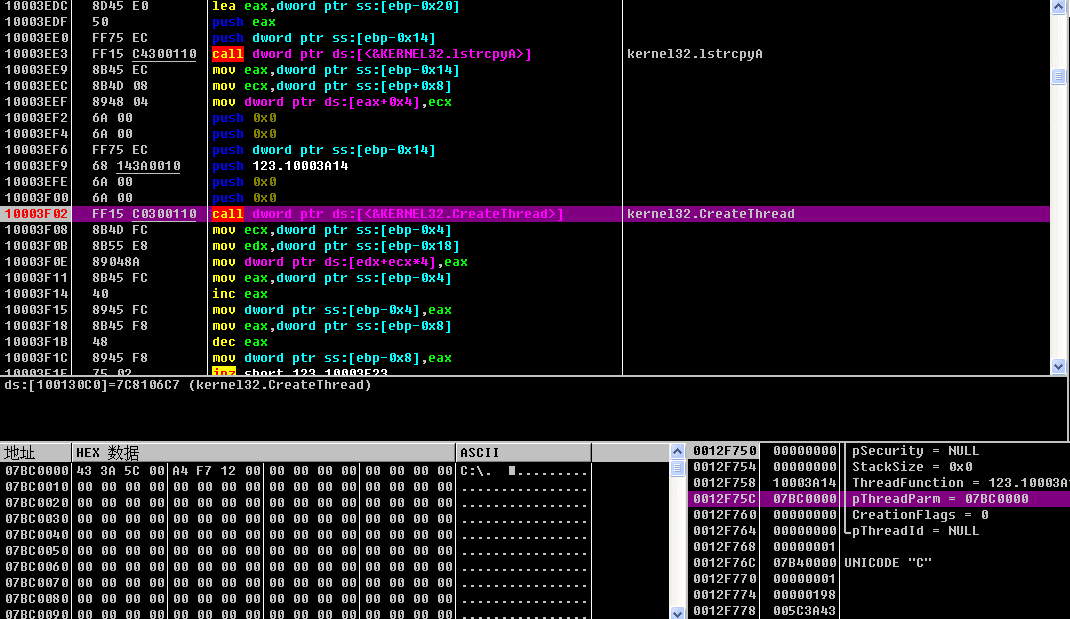 10003EDC 8D45 E0 lea eax,dword ptr ss:[ebp-0x20]
10003EDF 50 push eax
10003EE0 FF75 EC push dword ptr ss:[ebp-0x14]
10003EE3 FF15 C4300110 call dword ptr ds:[<&KERNEL32.lstrcpyA>] kernel32.lstrcpyA
10003EE9 8B45 EC mov eax,dword ptr ss:[ebp-0x14]
10003EEC 8B4D 08 mov ecx,dword ptr ss:[ebp+0x8]
10003EEF 8948 04 mov dword ptr ds:[eax+0x4],ecx
10003EF2 6A 00 push 0x0
10003EF4 6A 00 push 0x0
10003EF6 FF75 EC push dword ptr ss:[ebp-0x14]
10003EF9 68 143A0010 push 123.10003A14
10003EFE 6A 00 push 0x0
10003F00 6A 00 push 0x0
10003F02 FF15 C0300110 call dword ptr ds:[<&KERNEL32.CreateThread>] kernel32.CreateThread
10003F08 8B4D FC mov ecx,dword ptr ss:[ebp-0x4]
10003F0B 8B55 E8 mov edx,dword ptr ss:[ebp-0x18]
10003F0E 89048A mov dword ptr ds:[edx+ecx*4],eax
10003F11 8B45 FC mov eax,dword ptr ss:[ebp-0x4]
10003F14 40 inc eax
10003F15 8945 FC mov dword ptr ss:[ebp-0x4],eax
10003F18 8B45 F8 mov eax,dword ptr ss:[ebp-0x8]
10003F1B 48 dec eax
10003F1C 8945 F8 mov dword ptr ss:[ebp-0x8],eax
10003F1F 75 02 jnz short 123.10003F23
ds:[100130C0]=7C8106C7 (kernel32.CreateThread)
地址 HEX 数据 ASCII
07BC0000 43 3A 5C 00 A4 F7 12 00 00 00 00 00 00 00 00 00 C:\. .........
07BC0010 00 00 00 00 00 00 00 00 00 00 00 00 00 00 00 00 ................
07BC0020 00 00 00 00 00 00 00 00 00 00 00 00 00 00 00 00 ................
07BC0030 00 00 00 00 00 00 00 00 00 00 00 00 00 00 00 00 ................
07BC0040 00 00 00 00 00 00 00 00 00 00 00 00 00 00 00 00 ................
07BC0050 00 00 00 00 00 00 00 00 00 00 00 00 00 00 00 00 ................
07BC0060 00 00 00 00 00 00 00 00 00 00 00 00 00 00 00 00 ................
07BC0070 00 00 00 00 00 00 00 00 00 00 00 00 00 00 00 00 ................
07BC0080 00 00 00 00 00 00 00 00 00 00 00 00 00 00 00 00 ................
07BC0090 00 00 00 00 00 00 00 00 00 00 00 00 00 00 00 00 ................
0012F750 00000000 pSecurity = NULL
0012F754 00000000 StackSize = 0x0
0012F758 10003A14 ThreadFunction = 123.10003A1
0012F75C 07BC0000 pThreadParm = 07BC0000
0012F760 00000000 CreationFlags = 0
0012F764 00000000 pThreadId = NULL
0012F768 00000001
0012F76C 07B40000 UNICODE "C"
0012F770 00000001
0012F774 00000198
0012F778 005C3A43